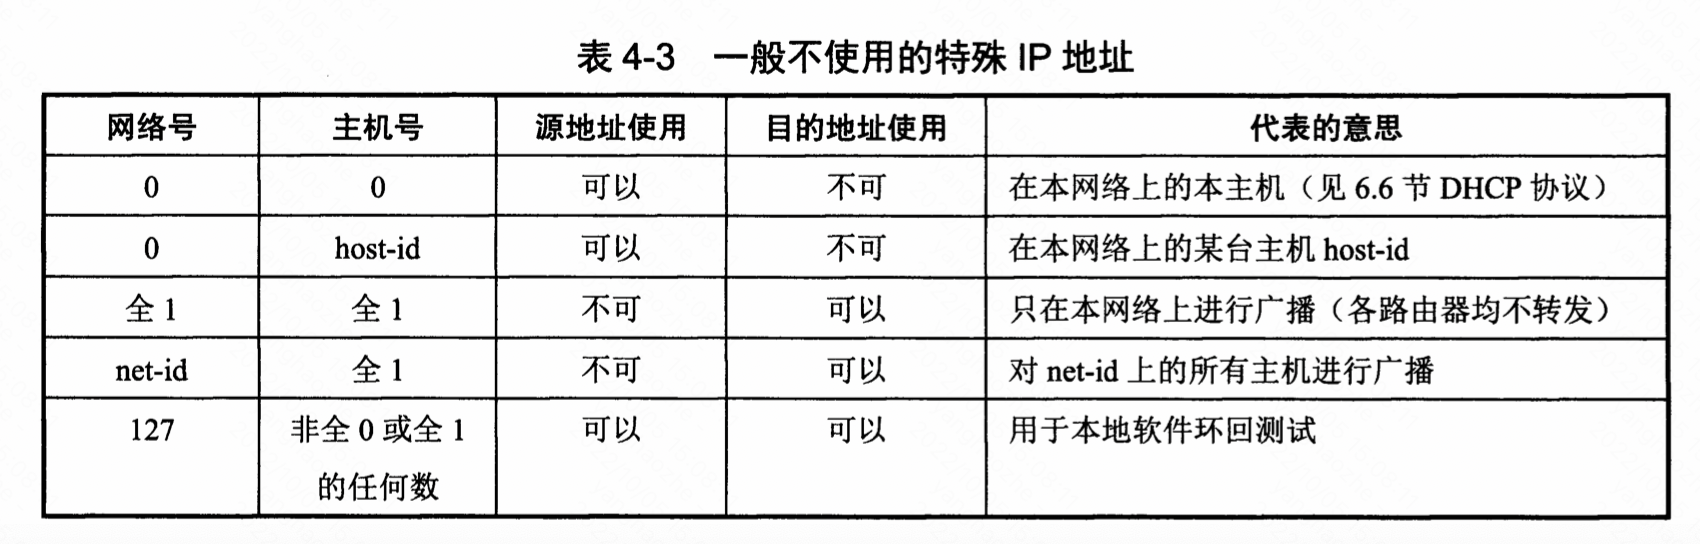 表 4-3 一般不使用的特殊 IP 地址
网络号 主机号 源地址使用 目的地址使用 代表的意思
0 0 可以 不可 在本网络上的本主机（见 6.6 节 DHCP 协议）
0 host-id 可以 不可 在本网络上的某台主机 host-id
全 1 全 1 不可 可以 只在本网络上进行广播（各路由器均不转发）
net-id 全 1 不可 可以 对 net-id 上的所有主机进行广播
127 非全 0 或全 1 可以 可以 用于本地软件环回测试
的任何数